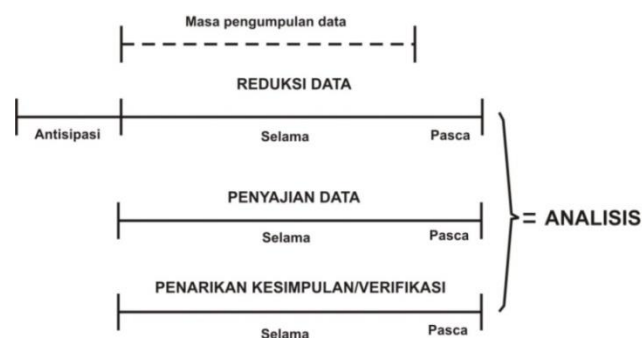 Masa pengumpulan data
REDUKSI DATA
Antisipasi Selama Pasca
PENYAJIAN DATA
Selama Pasca
= ANALISIS
PENARIKAN KESIMPULAN/VERIFIKASI
Selama Pasca